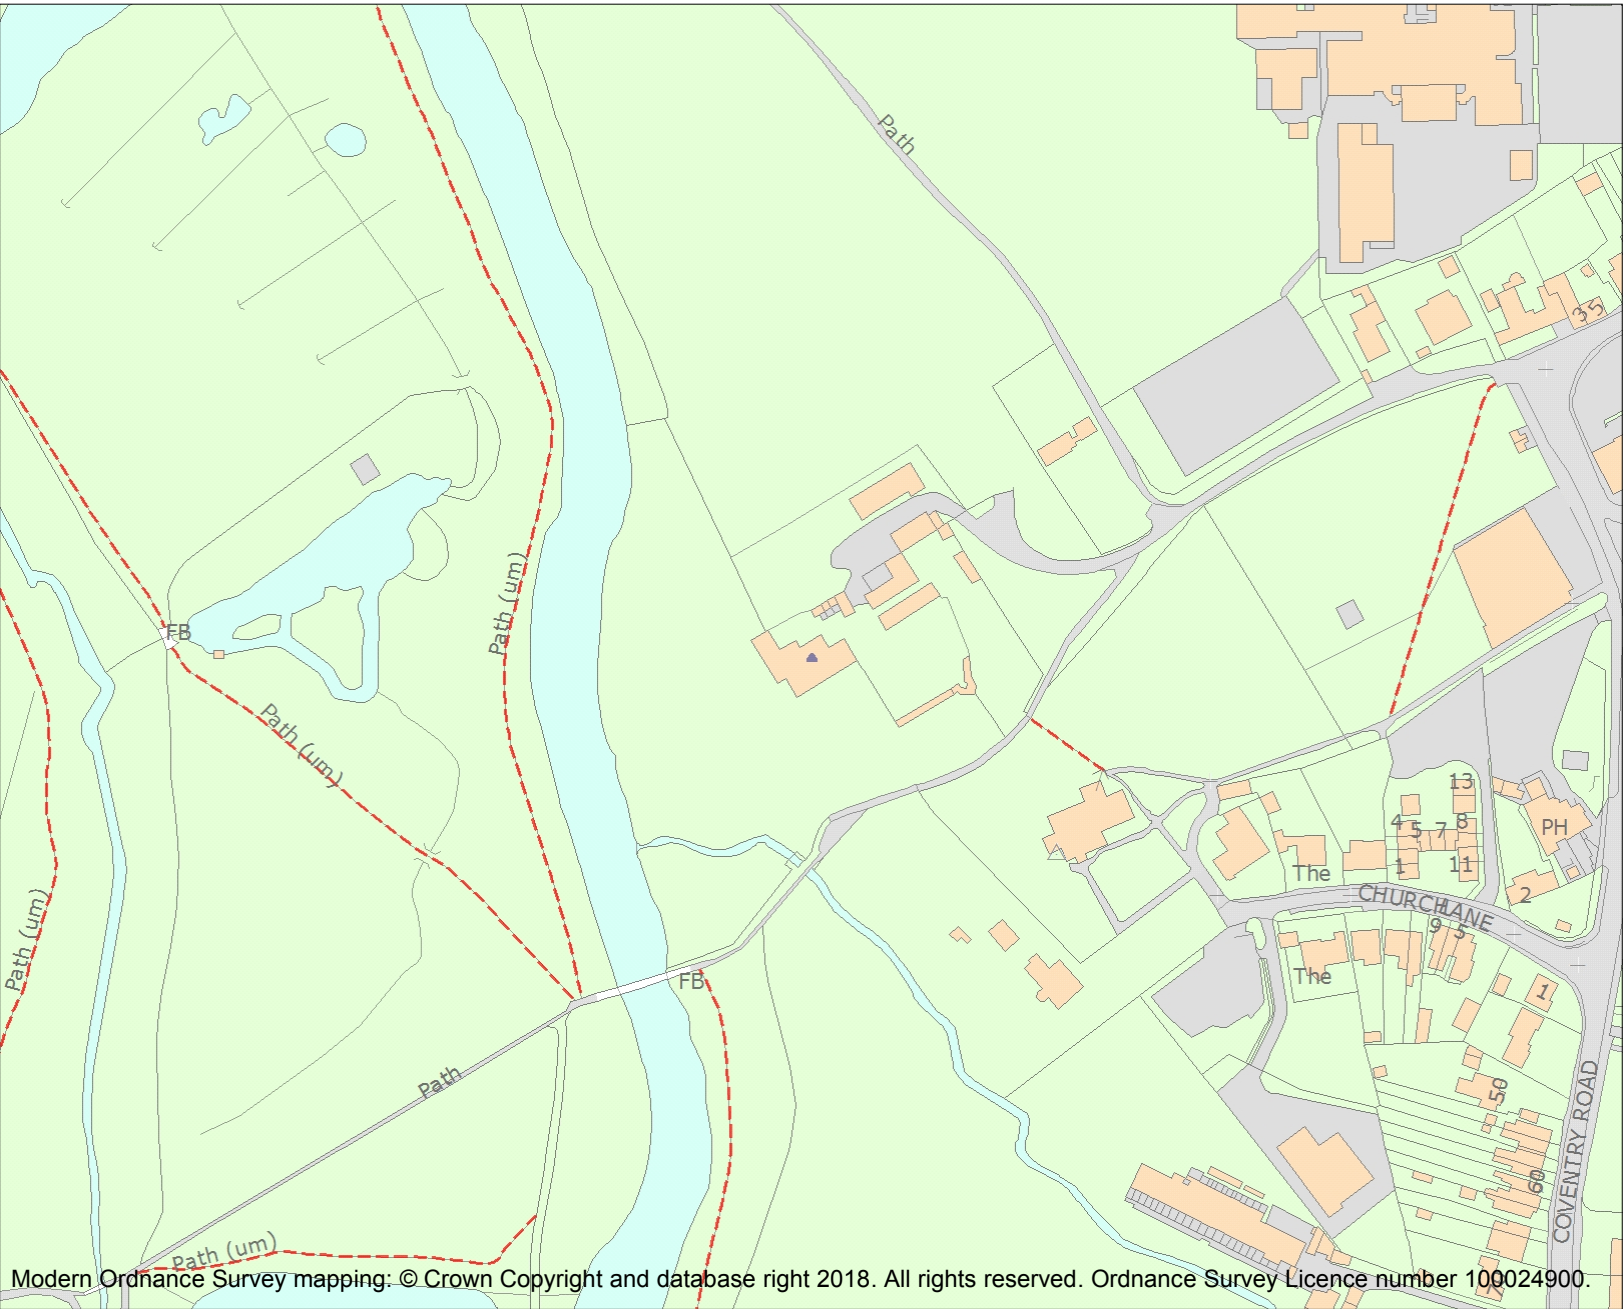 Path
3
5
Path (um)
FB
Path (um)
13
4
5
7
8
PH
The
1
11
CHURCH LANE
2
9
5
Path (um)
FB
The
1
Path
50
COVENTRY ROAD
60
Path (um)
Modern Ordnance Survey mapping: © Crown Copyright and database right 2018. All rights reserved. Ordnance Survey Licence number 100024900.